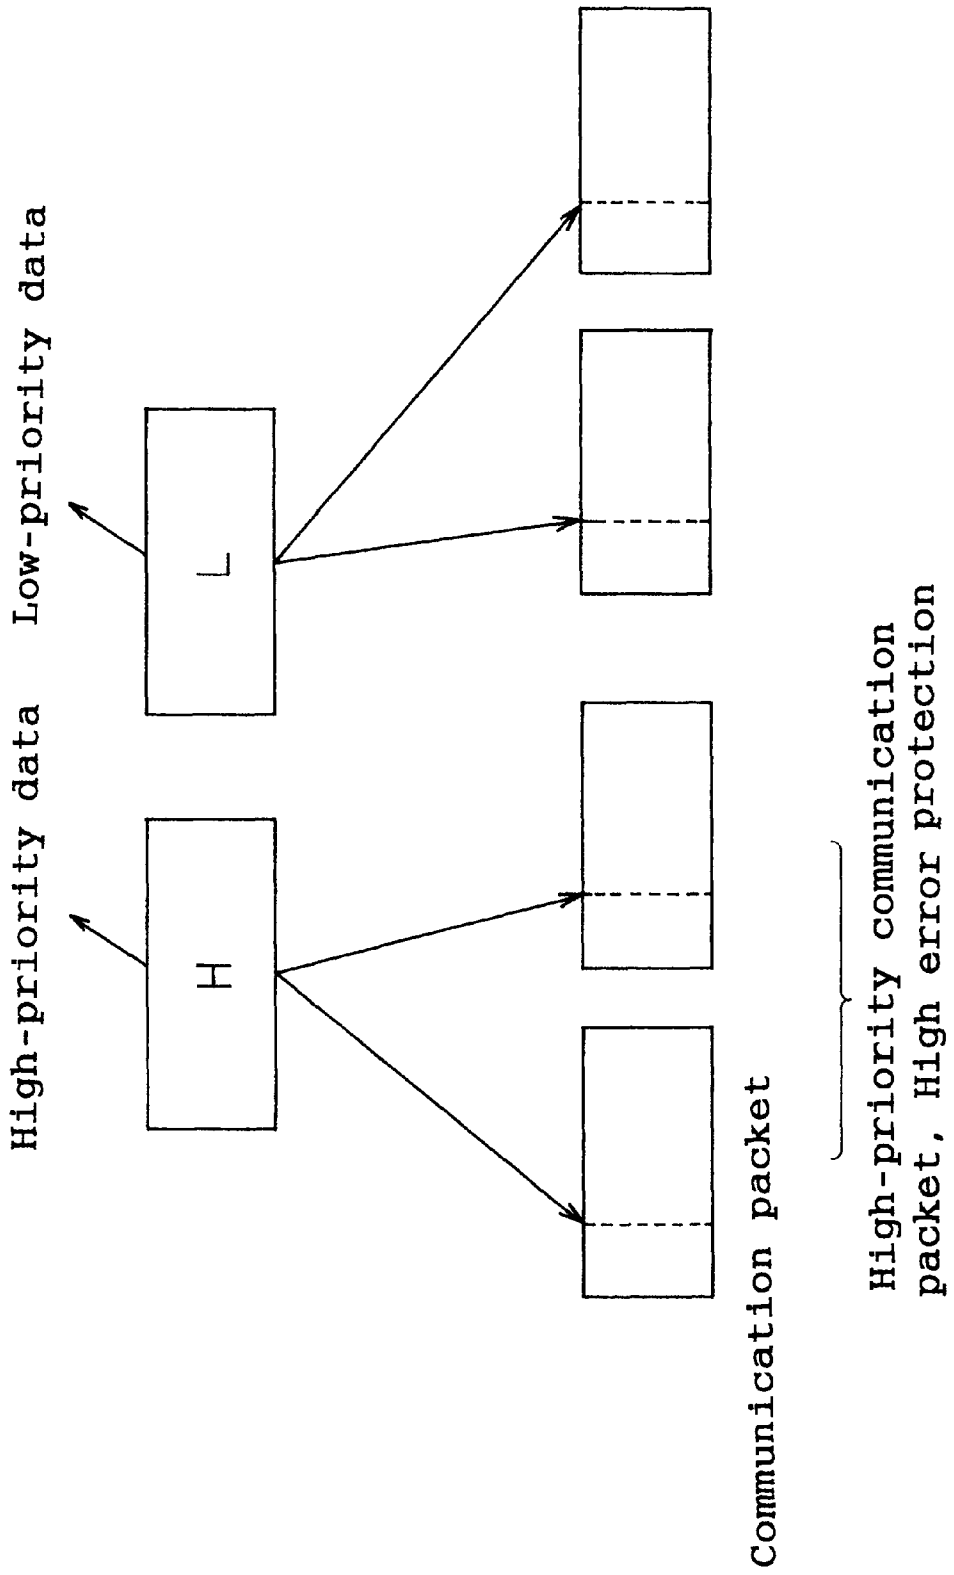 High-priority data
Low-priority data
H
L
Communication packet
High-priority communication
packet, High error protection